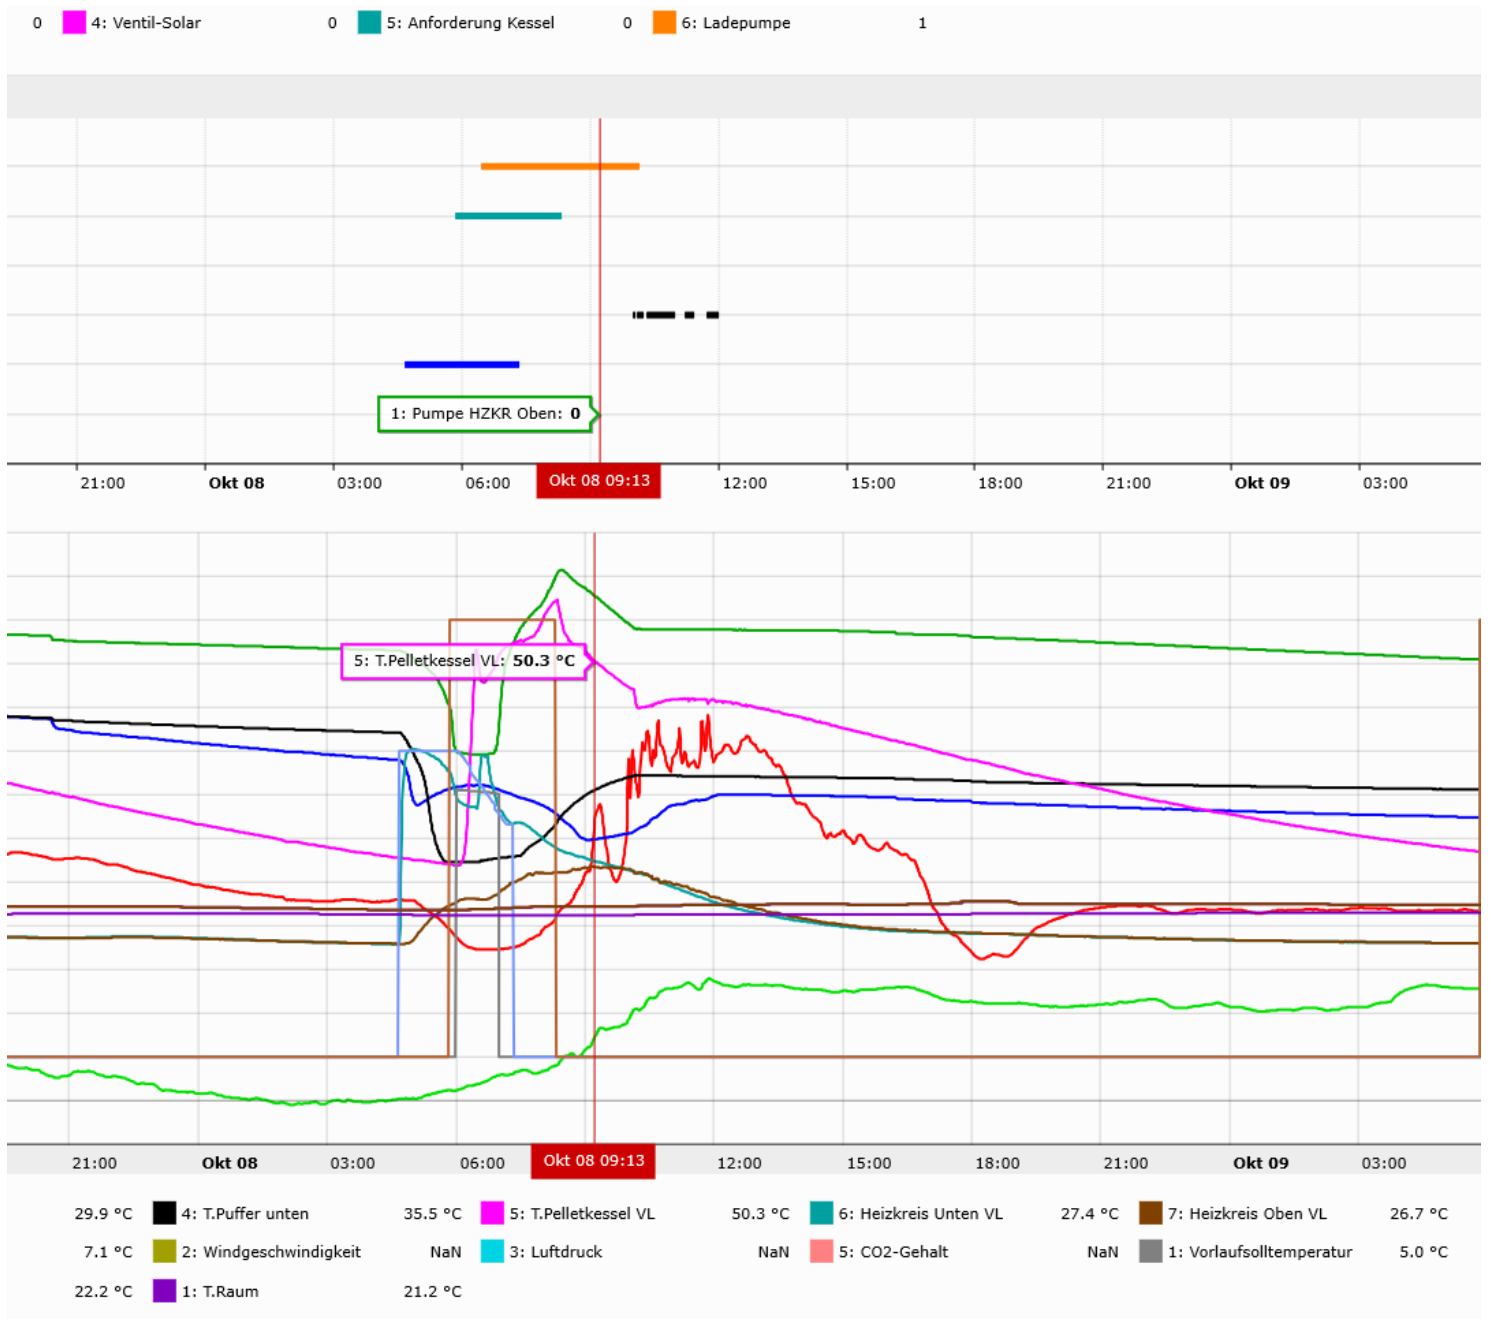 0 4: Ventil-Solar 0 5: Anforderung Kessel 0 6: Ladepumpe 1
1: Pumpe HZKR Oben: 0
21:00 Okt 08 03:00 06:00 Okt 08 09:13 12:00 15:00 18:00 21:00 Okt 09 03:00
5: T.Pelletkessel VL: 50.3 °C
21:00 Okt 08 03:00 06:00 Okt 08 09:13 12:00 15:00 18:00 21:00 Okt 09 03:00
29.9 °C 4: T.Puffer unten 35.5 °C 5: T.Pelletkessel VL 50.3 °C 6: Heizkreis Unten VL 27.4 °C 7: Heizkreis Oben VL 26.7 °C
7.1 °C 2: Windgeschwindigkeit NaN 3: Luftdruck NaN 5: CO2-Gehalt NaN 1: Vorlaufsolltemperatur 5.0 °C
22.2 °C 1: T.Raum 21.2 °C